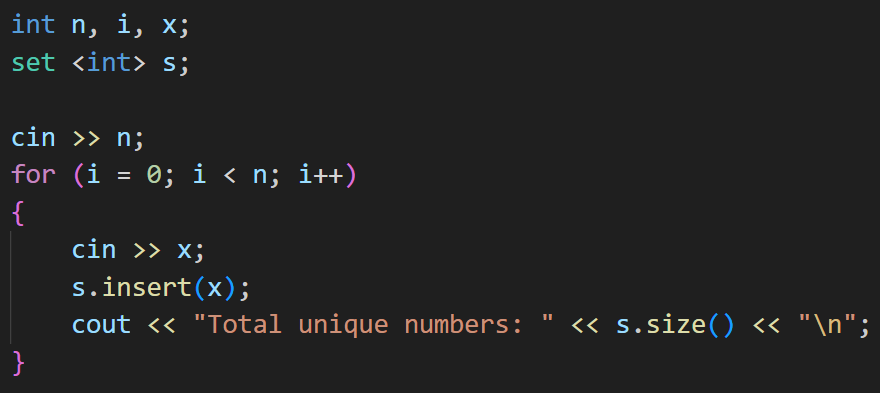 int n, i, x;
set <int> s;

cin >> n;
for (i = 0; i < n; i++)
{
    cin >> x;
    s.insert(x);
    cout << "Total unique numbers: " << s.size() << "\n";
}